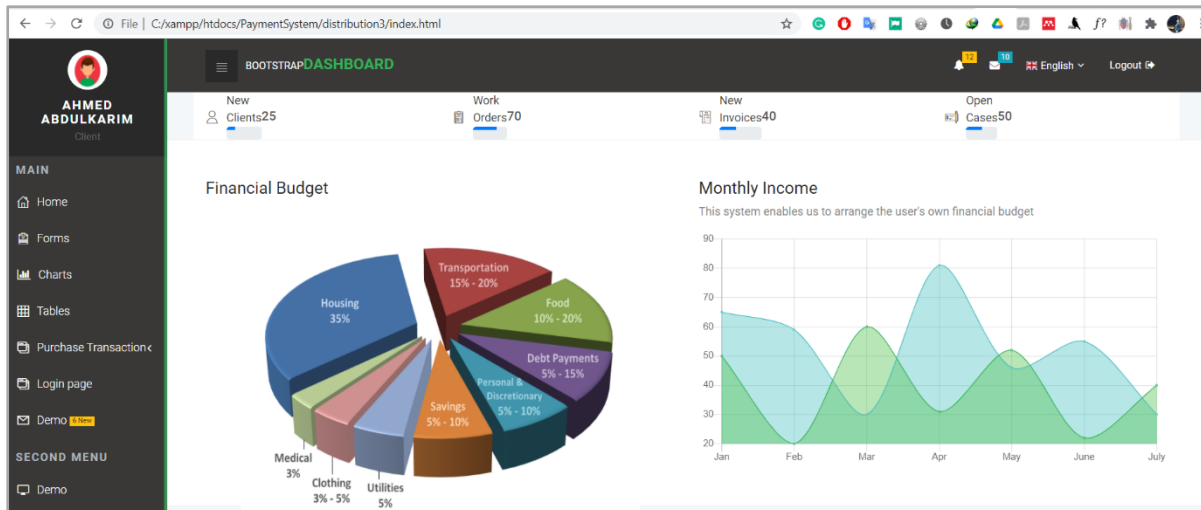 File | C:/xampp/htdocs/PaymentSystem/distribution3/index.html
f?
AHMED
ABDULKARIM
Client
MAIN
Home
Forms
Charts
Tables
Purchase Transaction
Login page
Demo 6 New
SECOND MENU
Demo
BOOTSTRAPDASHBOARD
12
10
English
Logout
New
Clients25
Work
Orders70
New
Invoices40
Open
Cases50
Financial Budget
Housing
35%
Transportation
15% - 20%
Food
10% - 20%
Debt Payments
5% - 15%
Personal &
Discretionary
5% - 10%
Savings
5% - 10%
Utilities
5%
Clothing
3% - 5%
Medical
3%
Monthly Income
This system enables us to arrange the user's own financial budget
90
80
70
60
50
40
30
20
Jan Feb Mar Apr May June July